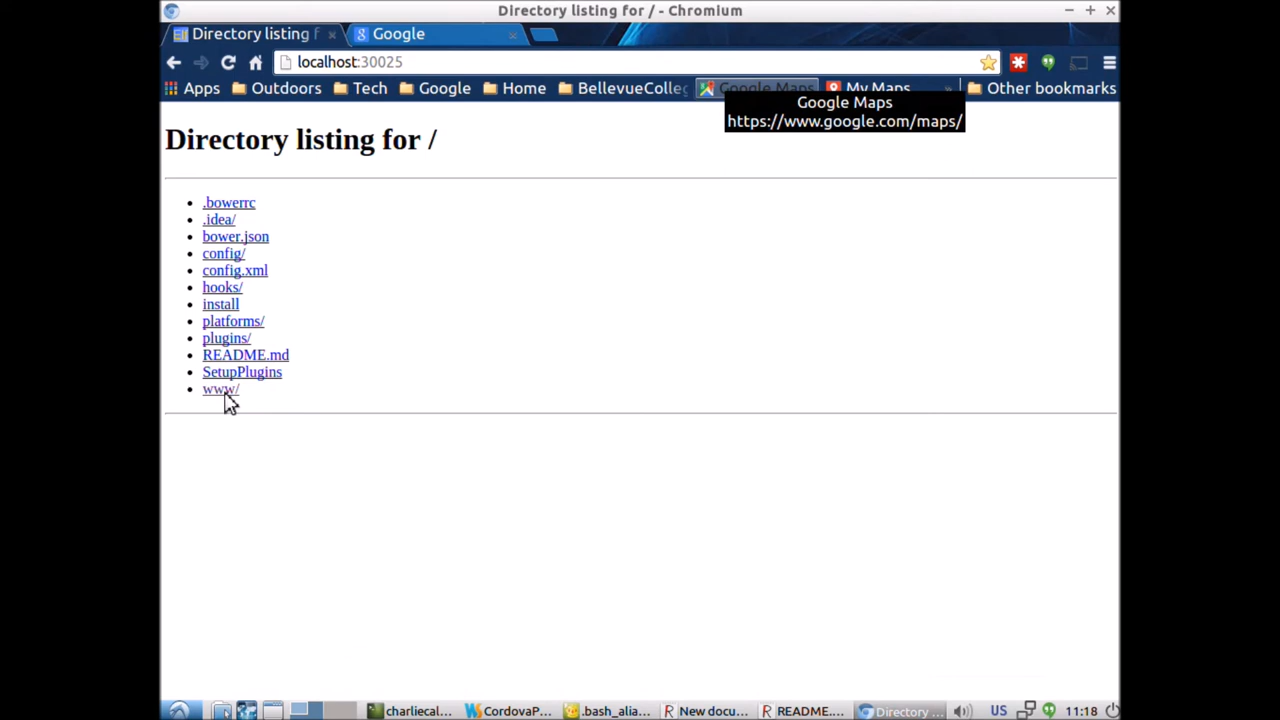 Directory listing for / - Chromium
Directory listing f
Google
localhost:30025
Apps Outdoors Tech Google Home BellevueColleg Google Maps My Maps » Other bookmarks
Google Maps
https://www.google.com/maps/
Directory listing for /
.bowerrc
.idea/
bower.json
config/
config.xml
hooks/
install
platforms/
plugins/
README.md
SetupPlugins
www/
charliecal...
CordovaP...
.bash_alia...
New docu...
README....
Directory ...
US
11:18